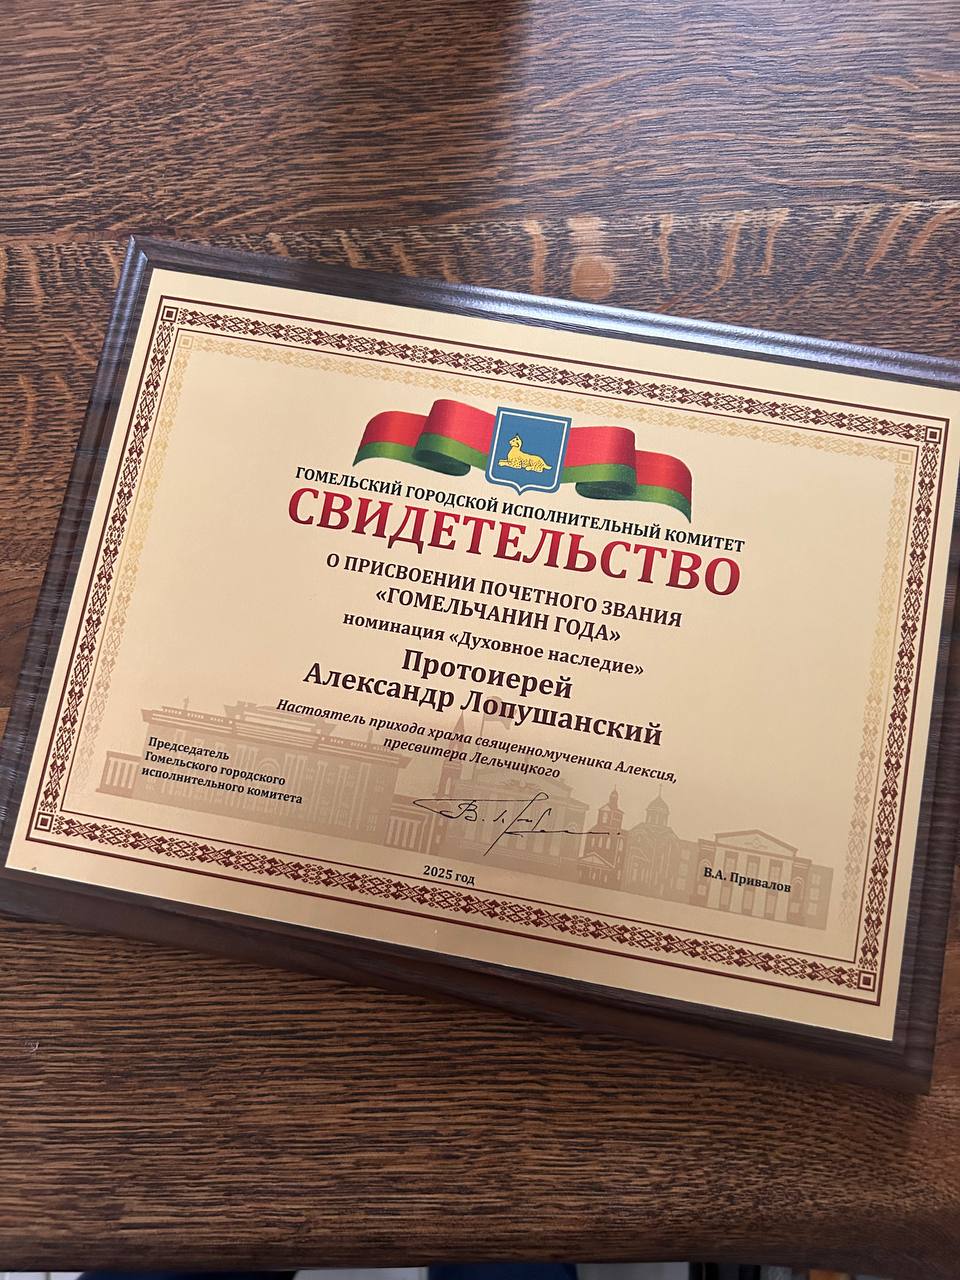 ГОМЕЛЬСКИЙ ГОРОДСКОЙ ИСПОЛНИТЕЛЬНЫЙ КОМИТЕТ
СВИДЕТЕЛЬСТВО
О ПРИСВОЕНИИ ПОЧЕТНОГО ЗВАНИЯ
«ГОМЕЛЬЧАНИН ГОДА»
номинация «Духовное наследие»
Протоиерей
Александр Лопушанский
Настоятель прихода храма священномученика Алексия,
пресвитера Лельчицкого
Председатель
Гомельского городского
исполнительного комитета
В.А. Привалов
2025 год